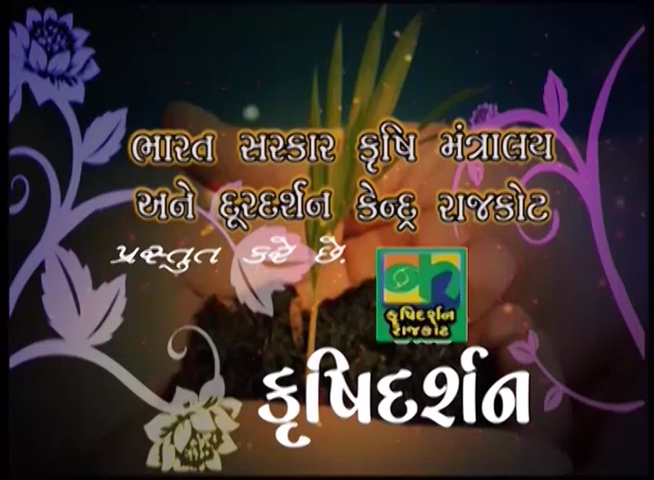 ભારત સરકાર કૃષિ મંત્રાલય
અને દૂરદર્શન કેન્દ્ર રાજકોટ
પ્રસ્તુત કરે છે.
કૃષિદર્શન
રાજકોટ
કૃષિદર્શન